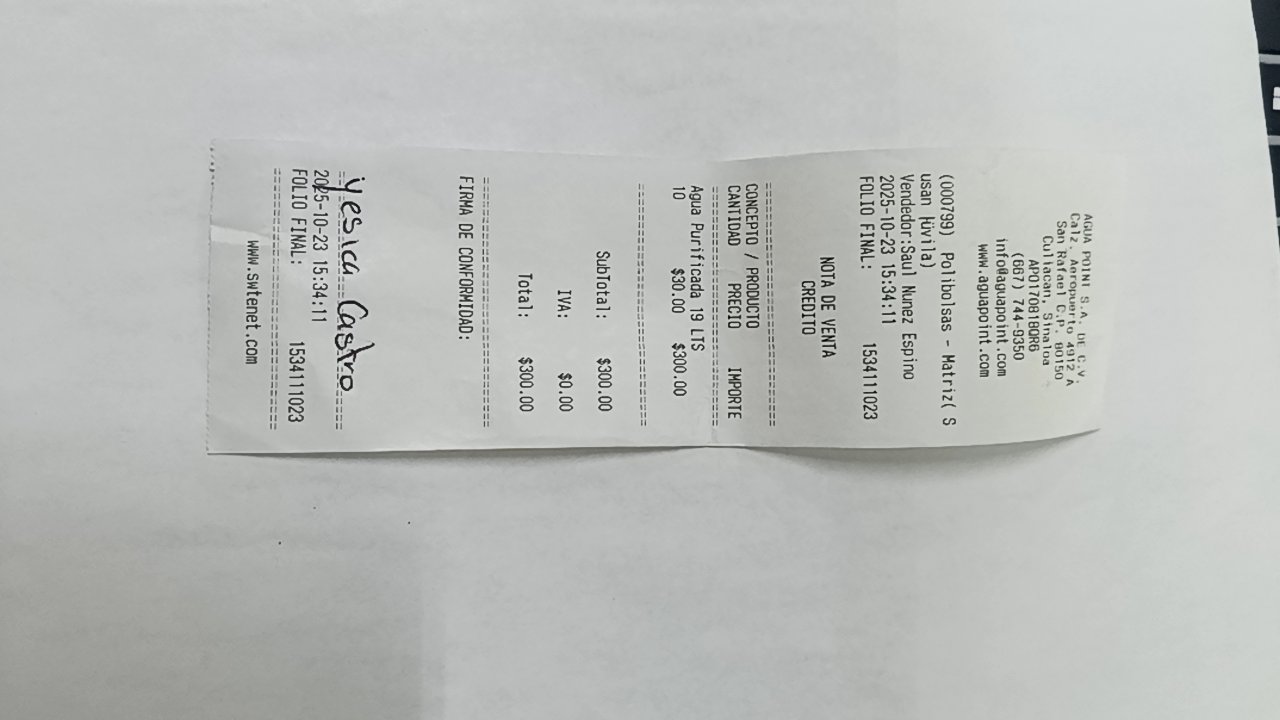 AGUA POINT S.A. DE C.V.
Calz. Aeropuerto 4912 A
San Rafael C.P. 80150
Culiacan, Sinaloa
APO170818QR6
(667) 744-9350
info@aguapoint.com
www.aguapoint.com
(000799) Polibolsas - Matriz( S
usan Hüvila)
Vendedor:Saul Nunez Espino
2025-10-23 15:34:11
FOLIO FINAL: 1534111023
NOTA DE VENTA
CREDITO
==============================
CONCEPTO / PRODUCTO
CANTIDAD PRECIO IMPORTE
==============================
Agua Purificada 19 LTS
10 $30.00 $300.00
==============================
SubTotal: $300.00
IVA: $0.00
Total: $300.00
==============================
FIRMA DE CONFORMIDAD:
Yesica Castro
==============================
2025-10-23 15:34:11
FOLIO FINAL: 1534111023
==============================
www.swtenet.com